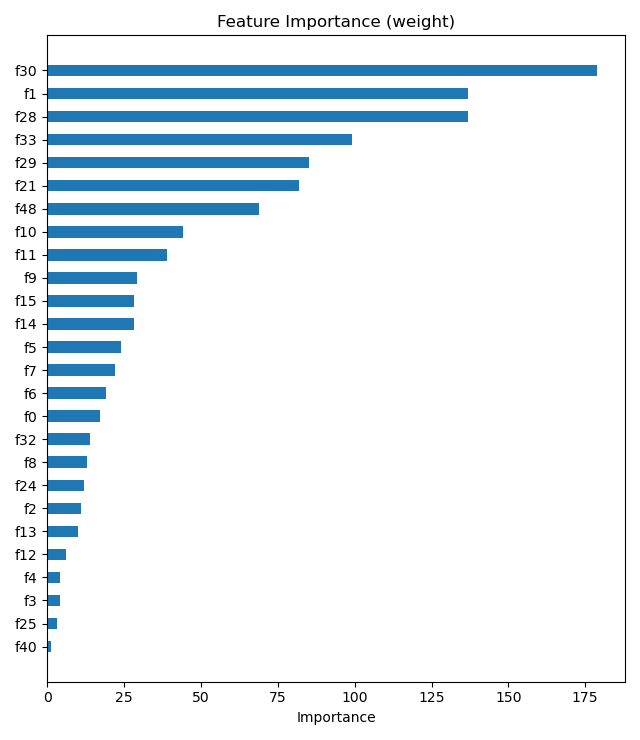 Feature Importance (weight)
f30
f1
f28
f33
f29
f21
f48
f10
f11
f9
f15
f14
f5
f7
f6
f0
f32
f8
f24
f2
f13
f12
f4
f3
f25
f40
0 25 50 75 100 125 150 175
Importance